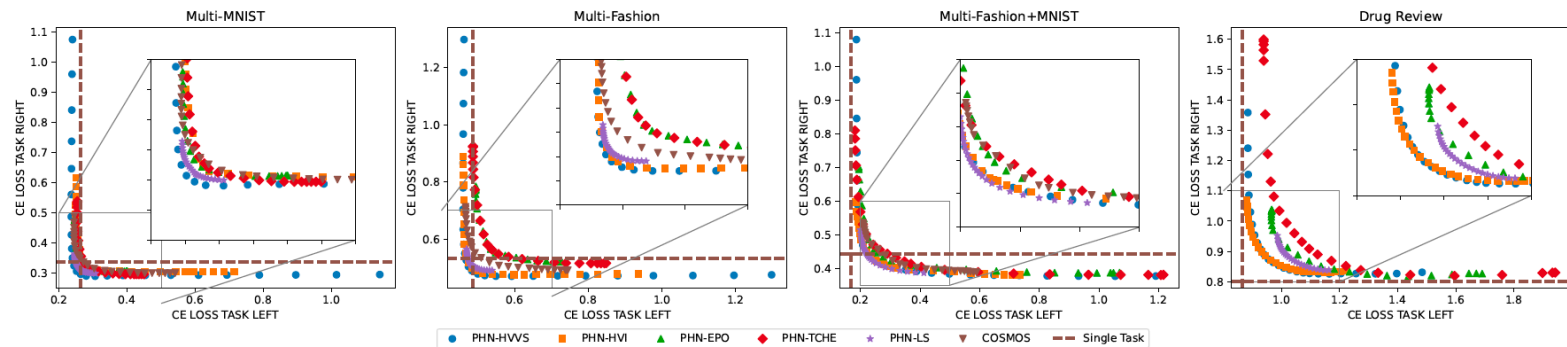 Multi-MNIST
1.1
1.0
0.9
0.8
0.7
0.6
0.5
0.4
0.3
0.2 0.4 0.6 0.8 1.0
CE LOSS TASK RIGHT
CE LOSS TASK LEFT
Multi-Fashion
1.2
1.0
0.8
0.6
0.6 0.8 1.0 1.2
CE LOSS TASK RIGHT
CE LOSS TASK LEFT
Multi-Fashion+MNIST
1.1
1.0
0.9
0.8
0.7
0.6
0.5
0.4
0.2 0.4 0.6 0.8 1.0 1.2
CE LOSS TASK RIGHT
CE LOSS TASK LEFT
Drug Review
1.6
1.5
1.4
1.3
1.2
1.1
1.0
0.9
0.8
1.0 1.2 1.4 1.6 1.8
CE LOSS TASK RIGHT
CE LOSS TASK LEFT
PHN-HVVS PHN-HVI PHN-EPO PHN-TCHE PHN-LS COSMOS Single Task